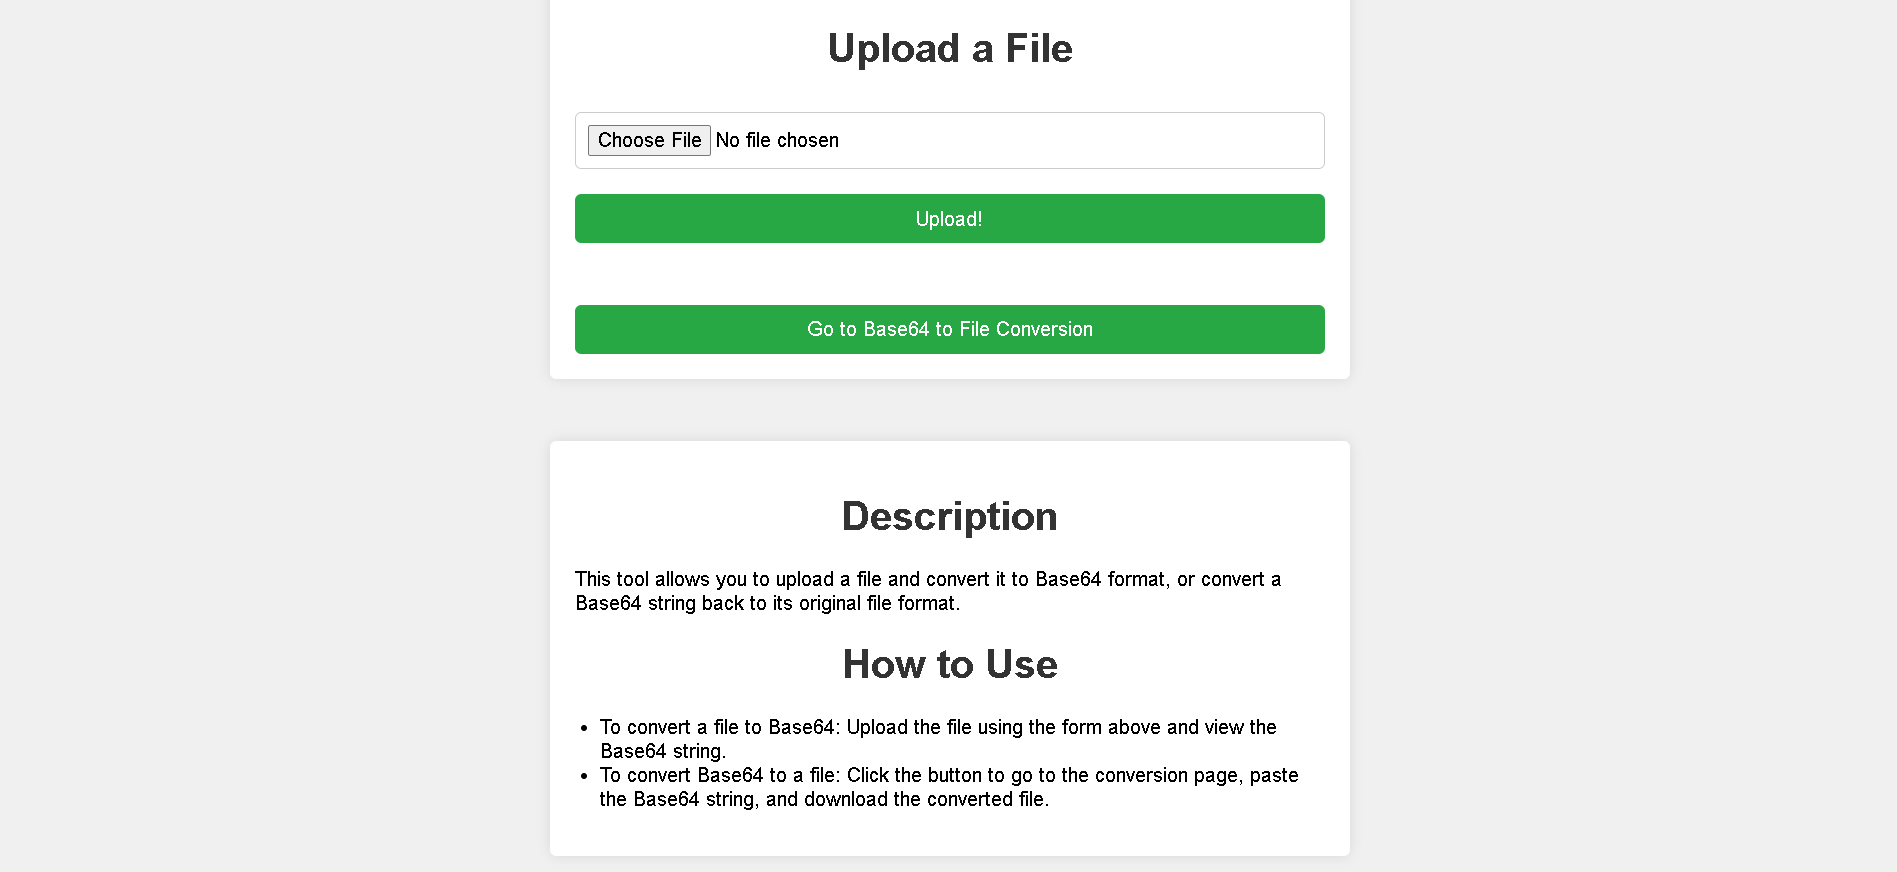 Upload a File
Choose File No file chosen
Upload!
Go to Base64 to File Conversion
Description
This tool allows you to upload a file and convert it to Base64 format, or convert a
Base64 string back to its original file format.
How to Use
• To convert a file to Base64: Upload the file using the form above and view the
Base64 string.
• To convert Base64 to a file: Click the button to go to the conversion page, paste
the Base64 string, and download the converted file.